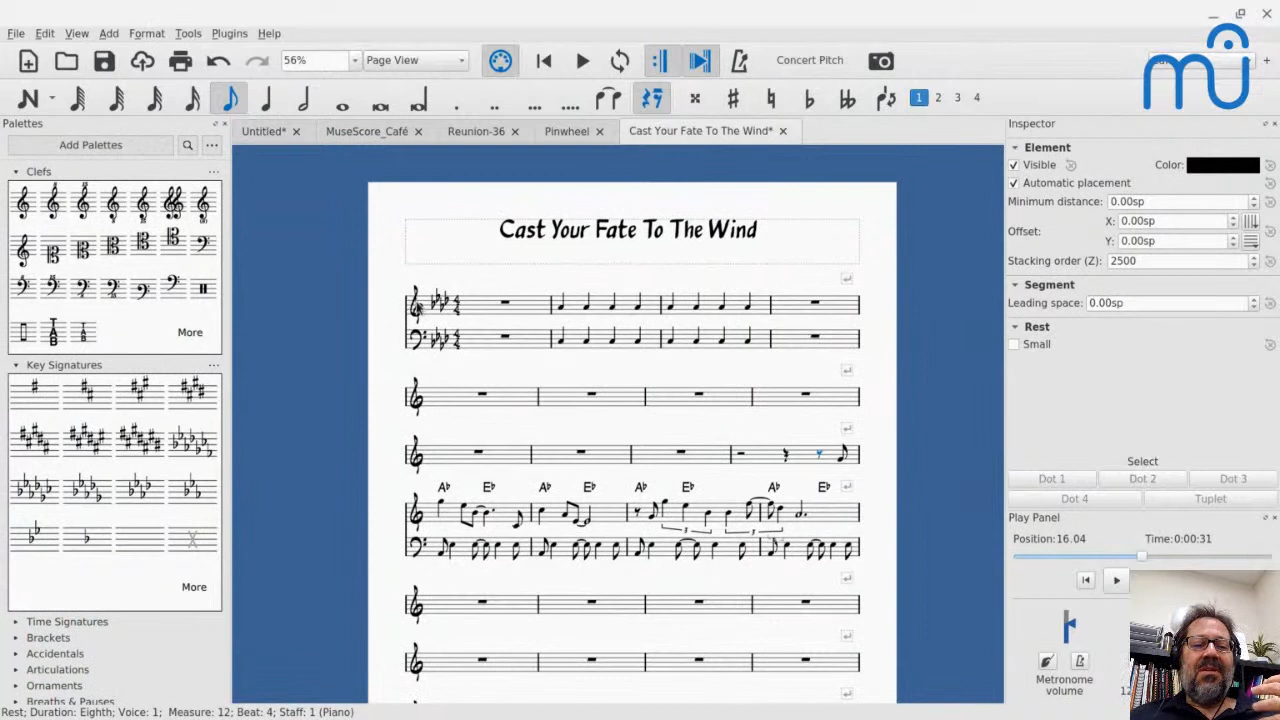 File Edit View Add Format Tools Plugins Help
56% Page View Concert Pitch
1 2 3 4
Palettes
Untitled* MuseScore_Café Reunion-36 Pinwheel Cast Your Fate To The Wind*
Inspector
Add Palettes
Clefs
More
Key Signatures
More
Time Signatures
Brackets
Accidentals
Articulations
Ornaments
Breaths & Pauses
Cast Your Fate To The Wind
A♭ E♭ A♭ E♭ A♭ E♭ A♭ E♭
3 3
Element
Visible Color:
Automatic placement
Minimum distance: 0.00sp
Offset: X: 0.00sp
Y: 0.00sp
Stacking order (Z): 2500
Segment
Leading space: 0.00sp
Rest
Small
Select
Dot 1 Dot 2 Dot 3
Dot 4 Tuplet
Play Panel
Position:16.04 Time:0:00:31
Metronome
volume
Rest; Duration: Eighth; Voice: 1; Measure: 12; Beat: 4; Staff: 1 (Piano)